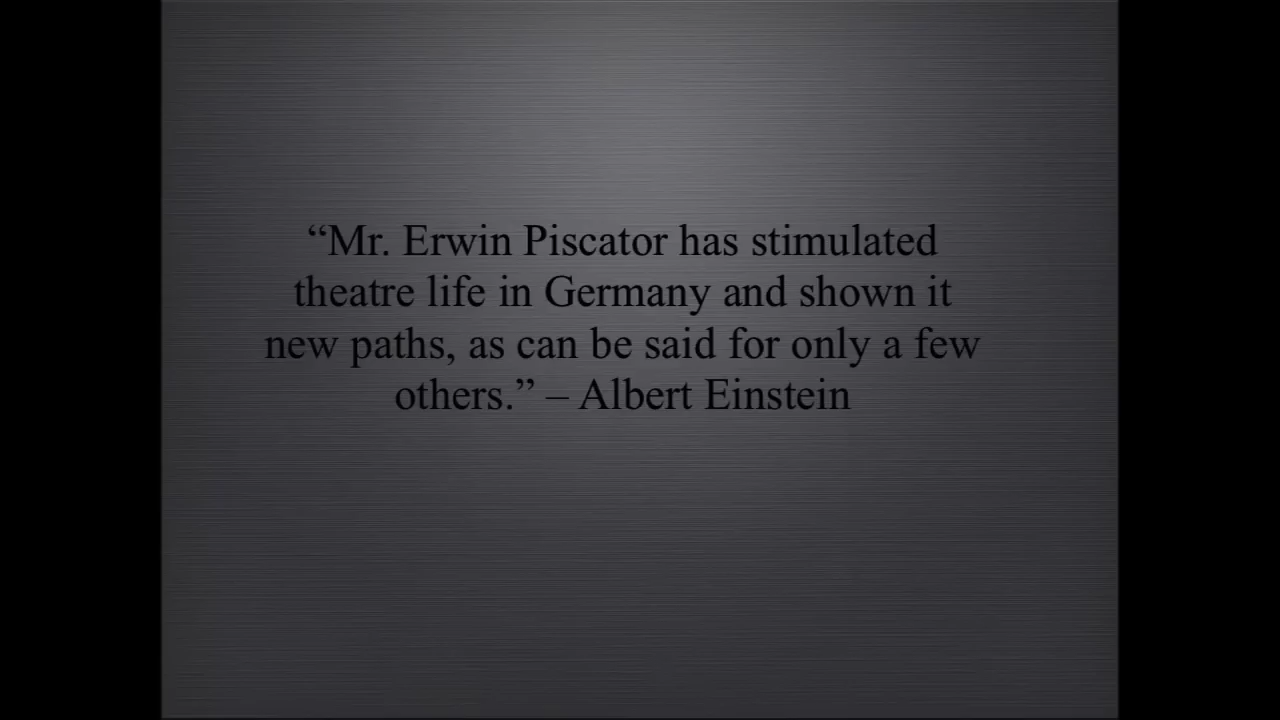 “Mr. Erwin Piscator has stimulated
theatre life in Germany and shown it
new paths, as can be said for only a few
others.” – Albert Einstein